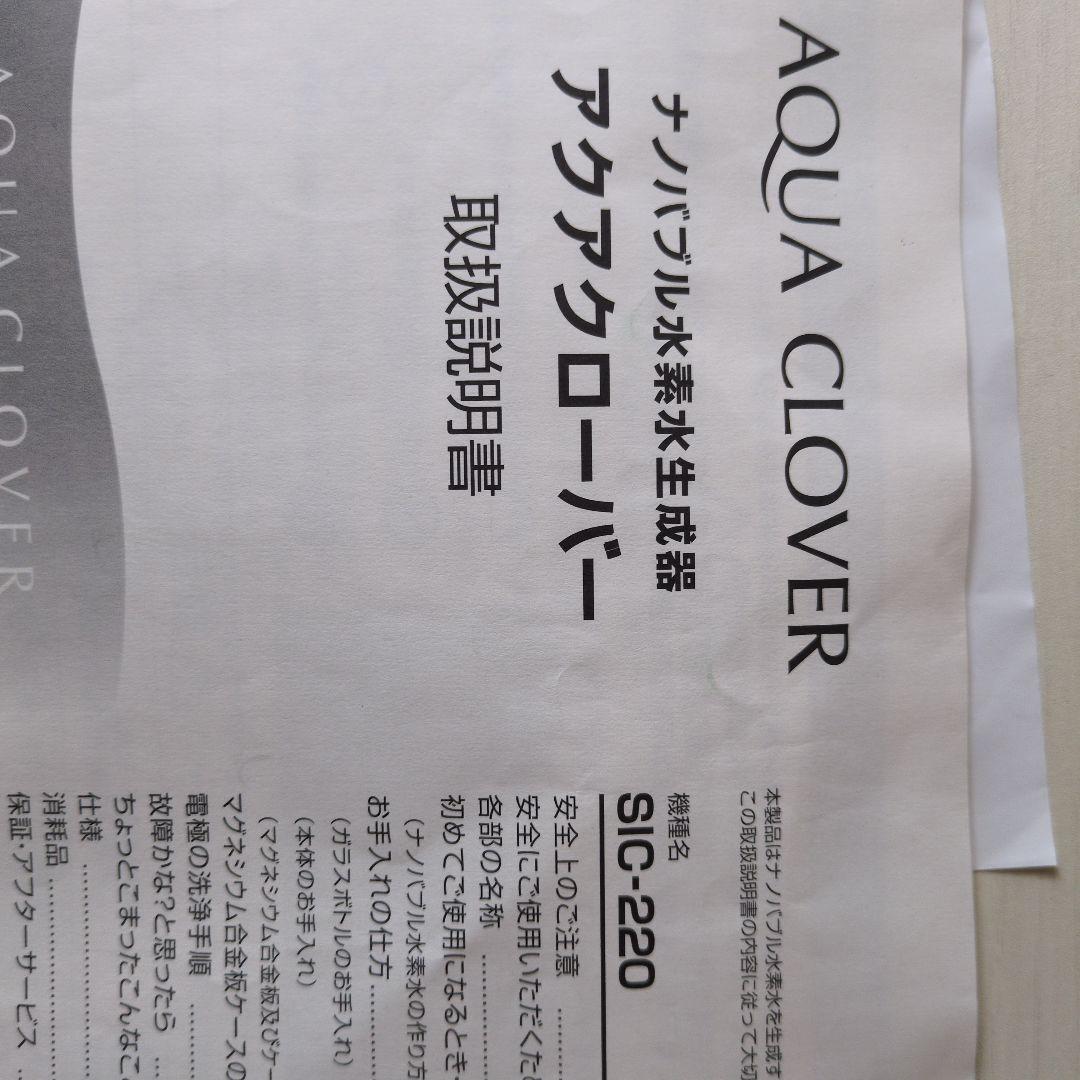 AQUA CLOVER
ナノバブル水素水生成器
アクアクローバー
取扱説明書
AQUA CLOVER
本製品はナノバブル水素水を生成す
この取扱説明書の内容に従って大切
機種名
SIC-220
安全上のご注意 ………
安全にご使用いただくた
各部の名称 ……………
初めてご使用になるとき…
(ナノバブル水素水の作り方
お手入れの仕方 ………
(ガラスボトルのお手入れ)
(本体のお手入れ)
(マグネシウム合金板及びケー
マグネシウム合金板ケースの
電極の洗浄手順 ………
故障かな?と思ったら …
ちょっとこまったこんなこ
仕様 ……………………
消耗品 …………………
保証・アフターサービス …